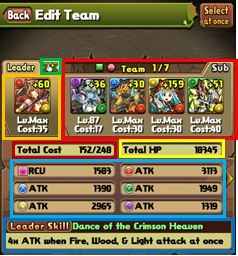 Back Edit Team Select at once
Leader Team 1/7 Sub
+60 +36 +30 +159 +51
Lv.Max Lv.87 Lv.Max Lv.Max Lv.Max
Cost:35 Cost:17 Cost:30 Cost:30 Cost:40
Total Cost 152/248 Total HP 18345
RCV 1583 ATK 3113
ATK 1390 ATK 1949
ATK 2965 ATK 1319
Leader Skill Dance of the Crimson Heaven
4x ATK when Fire, Wood, & Light attack at once